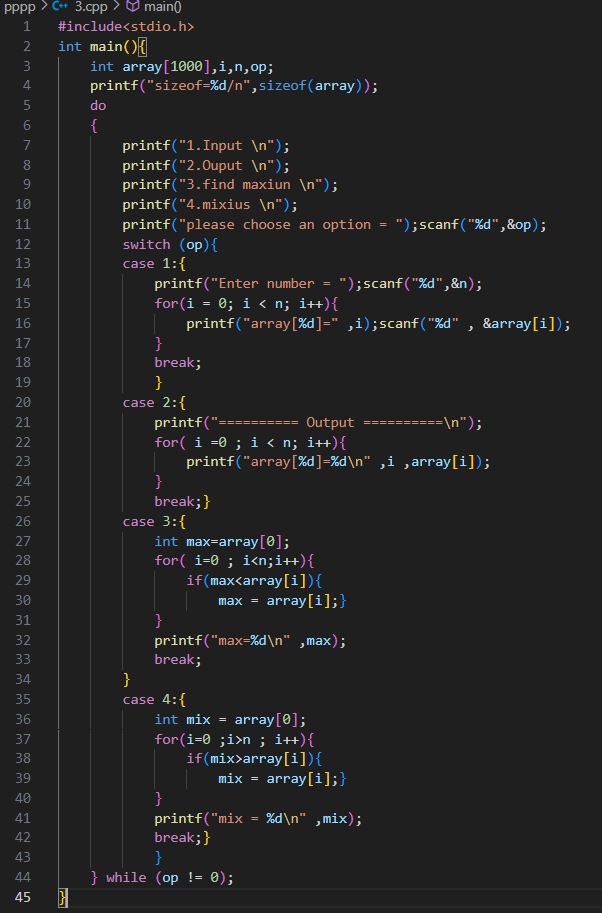 pppp > C++ 3.cpp > main()
1 #include<stdio.h>
2 int main(){
3     int array[1000],i,n,op;
4     printf("sizeof=%d/n",sizeof(array));
5     do
6     {
7         printf("1.Input \n");
8         printf("2.Ouput \n");
9         printf("3.find maxiun \n");
10         printf("4.mixius \n");
11         printf("please choose an option = ");scanf("%d",&op);
12         switch (op){
13         case 1:{
14             printf("Enter number = ");scanf("%d",&n);
15             for(i = 0; i < n; i++){
16                 printf("array[%d]=" ,i);scanf("%d" , &array[i]);
17             }
18             break;
19             }
20         case 2:{
21             printf("========== Output ==========\n");
22             for( i =0 ; i < n; i++){
23                 printf("array[%d]=%d\n" ,i ,array[i]);
24             }
25             break;}
26         case 3:{
27             int max=array[0];
28             for( i=0 ; i<n;i++){
29                 if(max<array[i]){
30                     max = array[i];}
31             }
32             printf("max=%d\n" ,max);
33             break;
34         }
35         case 4:{
36             int mix = array[0];
37             for(i=0 ;i>n ; i++){
38                 if(mix>array[i]){
39                     mix = array[i];}
40             }
41             printf("mix = %d\n" ,mix);
42             break;}
43             }
44     } while (op != 0);
45 }